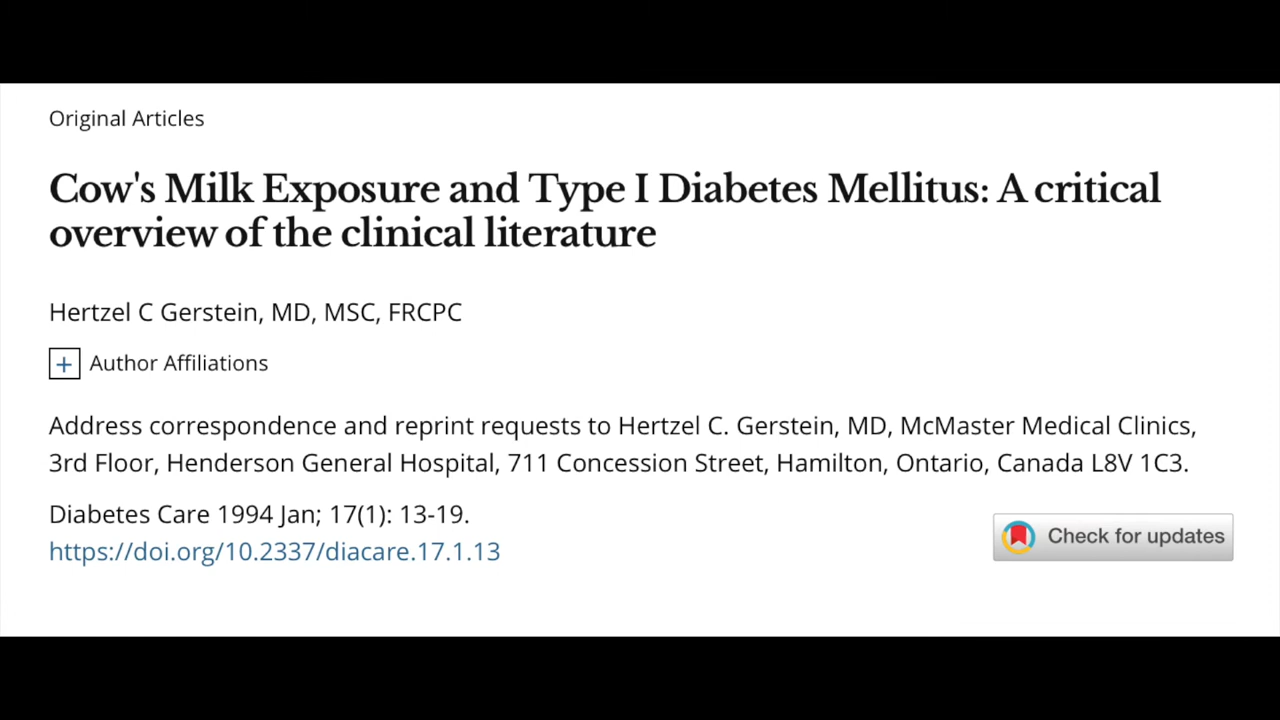 Original Articles
Cow's Milk Exposure and Type I Diabetes Mellitus: A critical
overview of the clinical literature
Hertzel C Gerstein, MD, MSC, FRCPC
+ Author Affiliations
Address correspondence and reprint requests to Hertzel C. Gerstein, MD, McMaster Medical Clinics,
3rd Floor, Henderson General Hospital, 711 Concession Street, Hamilton, Ontario, Canada L8V 1C3.
Diabetes Care 1994 Jan; 17(1): 13-19.
https://doi.org/10.2337/diacare.17.1.13
Check for updates